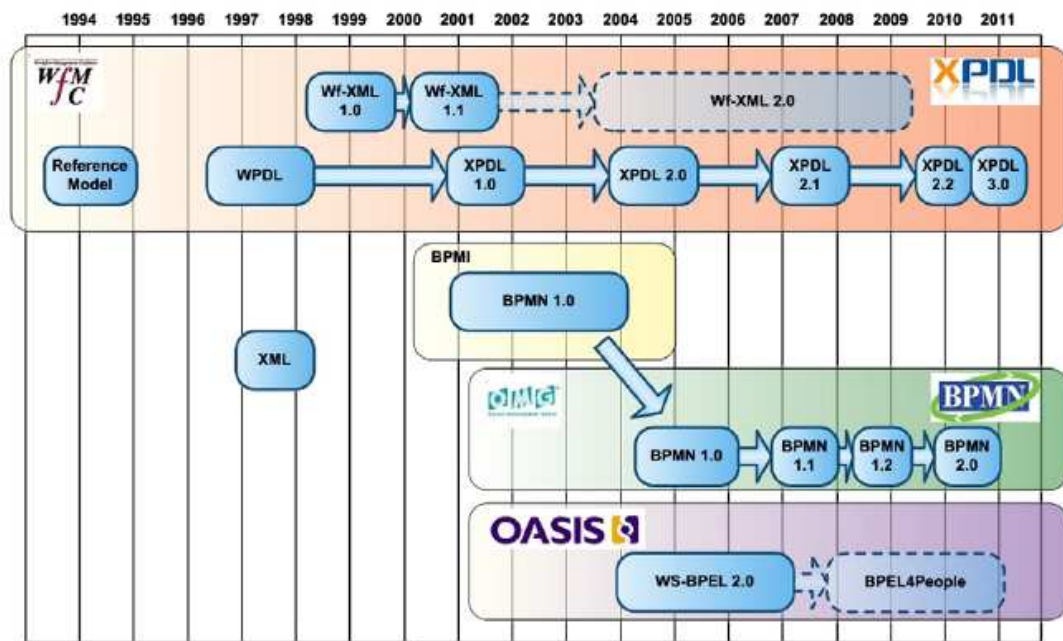 1994 1995 1996 1997 1998 1999 2000 2001 2002 2003 2004 2005 2006 2007 2008 2009 2010 2011
WfMC
XPDL
Wf-XML
1.0
Wf-XML
1.1
Wf-XML 2.0
Reference
Model
WPDL
XPDL
1.0
XPDL 2.0
XPDL
2.1
XPDL
2.2
XPDL
3.0
BPMI
BPMN 1.0
XML
OMG
BPMN
BPMN 1.0
BPMN
1.1
BPMN
1.2
BPMN
2.0
OASIS
WS-BPEL 2.0
BPEL4People